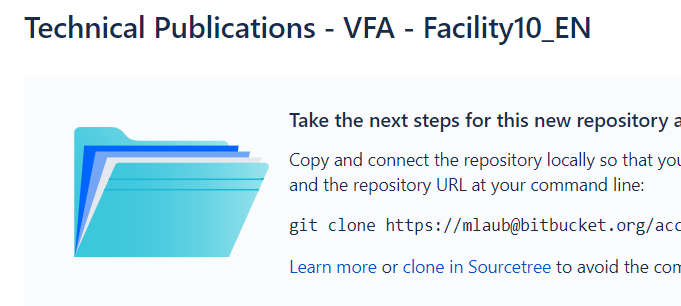 Technical Publications - VFA - Facility10_EN
Take the next steps for this new repository a
Copy and connect the repository locally so that you
and the repository URL at your command line:
git clone https://mlaub@bitbucket.org/acc
Learn more or clone in Sourcetree to avoid the com